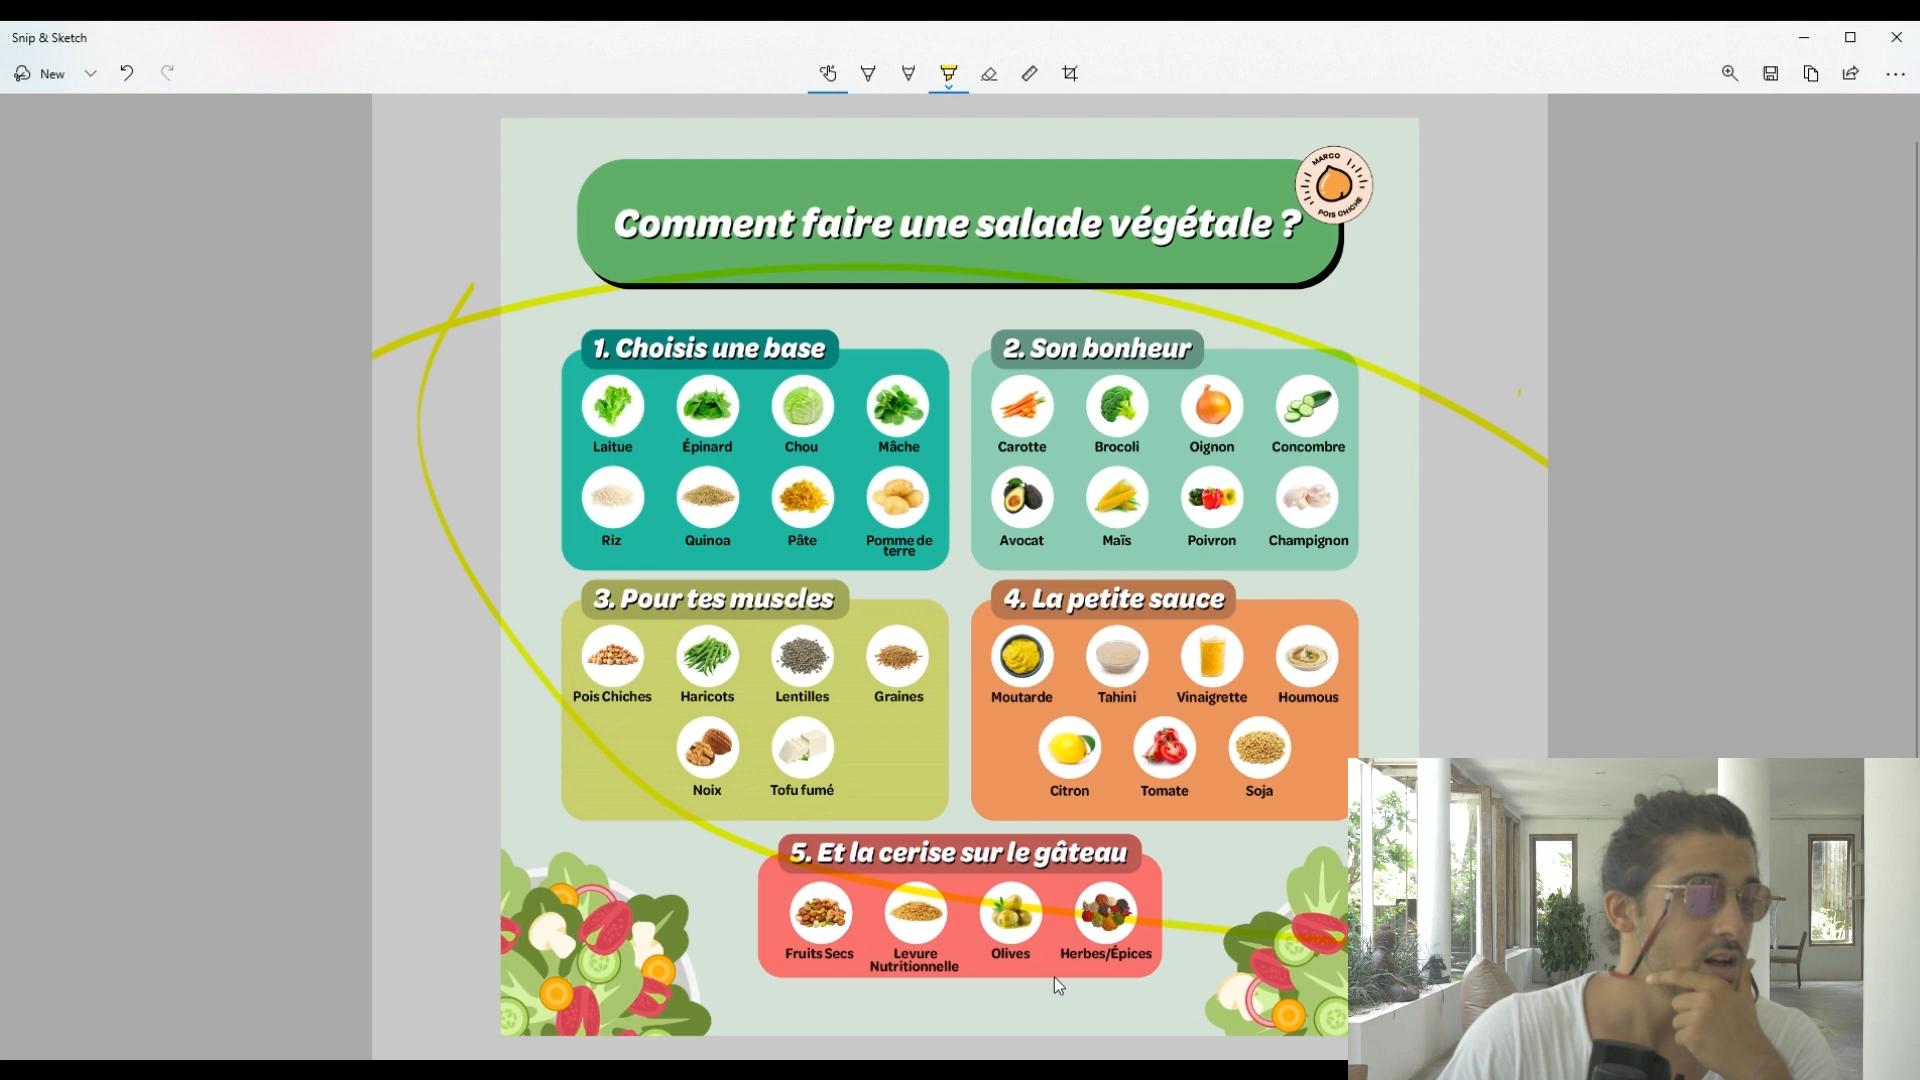 Snip & Sketch
New
MARCO
POIS CHICHE
Comment faire une salade végétale ?
1. Choisis une base
Laitue Épinard Chou Mâche
Riz Quinoa Pâte Pomme de
terre
2. Son bonheur
Carotte Brocoli Oignon Concombre
Avocat Maïs Poivron Champignon
3. Pour tes muscles
Pois Chiches Haricots Lentilles Graines
Noix Tofu fumé
4. La petite sauce
Moutarde Tahini Vinaigrette Houmous
Citron Tomate Soja
5. Et la cerise sur le gâteau
Fruits Secs Levure Olives Herbes/Épices
Nutritionnelle